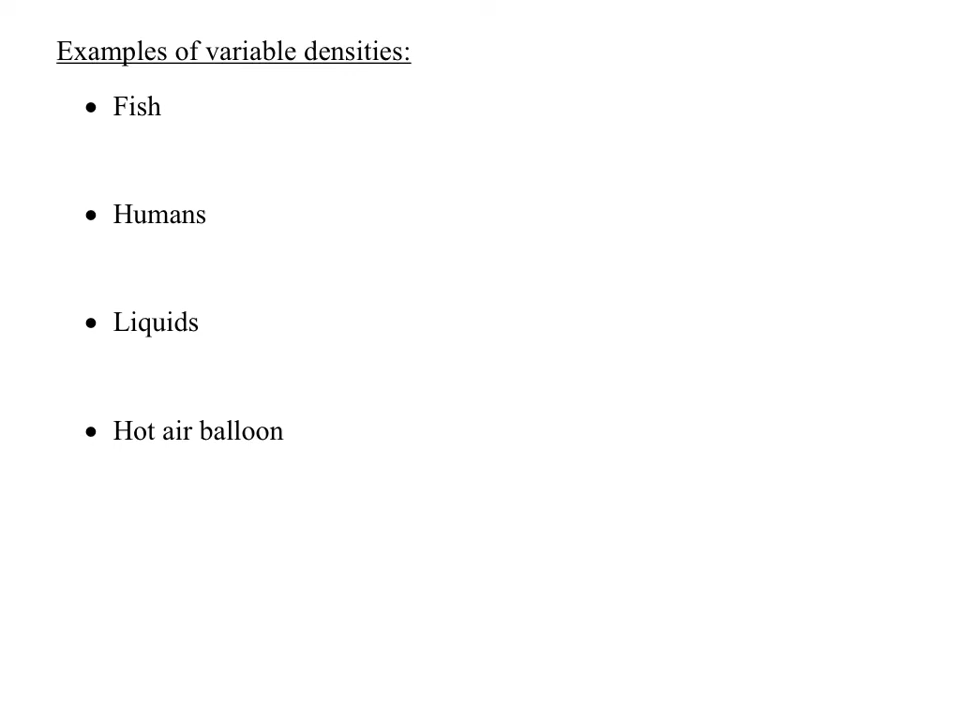 Examples of variable densities:
• Fish
• Humans
• Liquids
• Hot air balloon